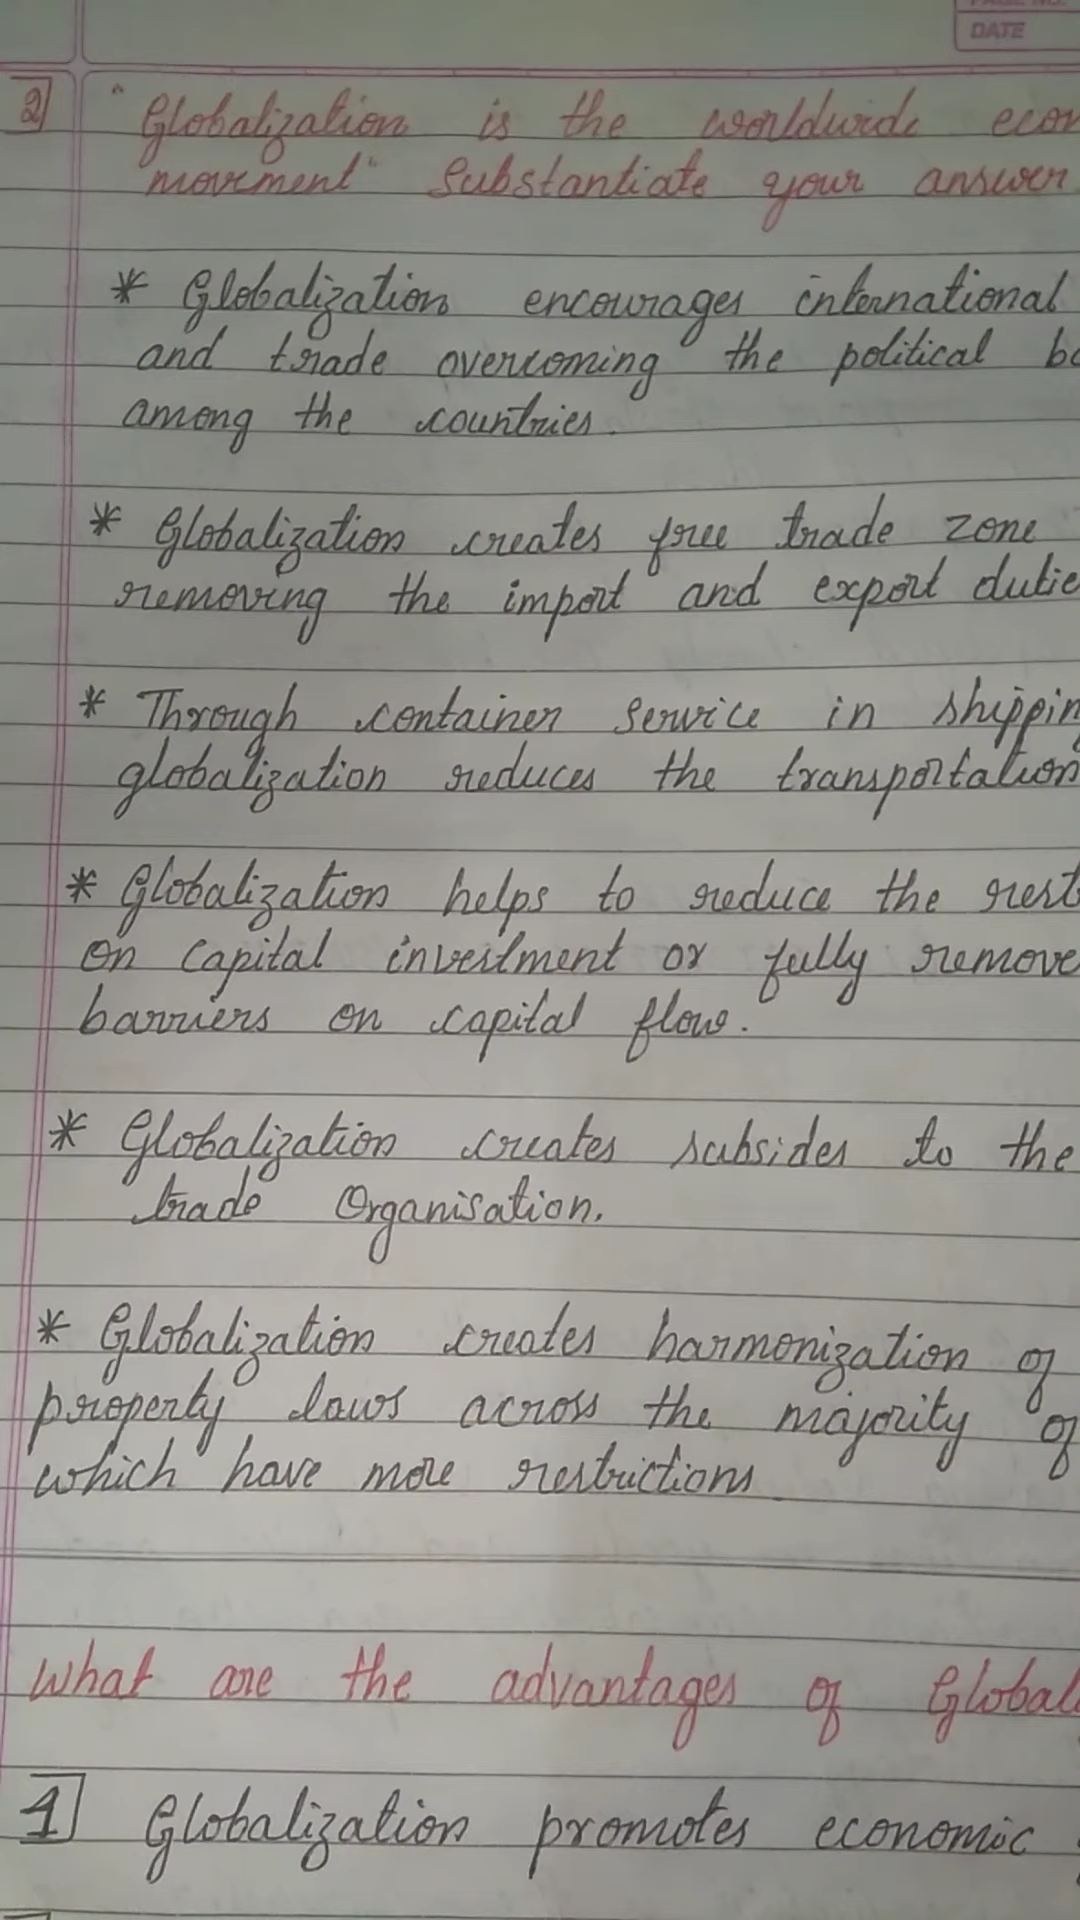 PAGE NO.
DATE
2 "Globalization is the worldwide econ
movement" Substantiate your answer
* Globalization encourages international
and trade overcoming the political b
among the countries.
* Globalization creates free trade zone
removing the import and export dutie
* Through container service in shippin
globalization reduces the transportation
* Globalization helps to reduce the rest
on capital investment or fully remove
barriers on capital flow.
* Globalization creates subsides to the
trade Organisation.
* Globalization creates harmonization of
property laws across the majority of
which have more restrictions
What are the advantages of Global
1 Globalization promotes economic